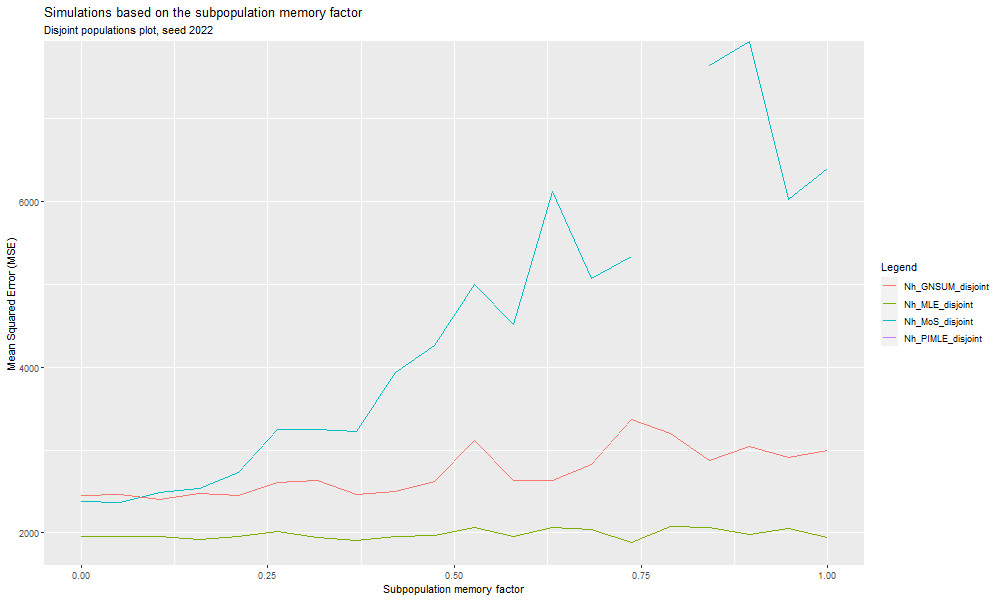 Simulations based on the subpopulation memory factor
Disjoint populations plot, seed 2022
Mean Squared Error (MSE)
6000
4000
2000
0.00 0.25 0.50 0.75 1.00
Subpopulation memory factor
Legend
Nh_GNSUM_disjoint
Nh_MLE_disjoint
Nh_MoS_disjoint
Nh_PIMLE_disjoint